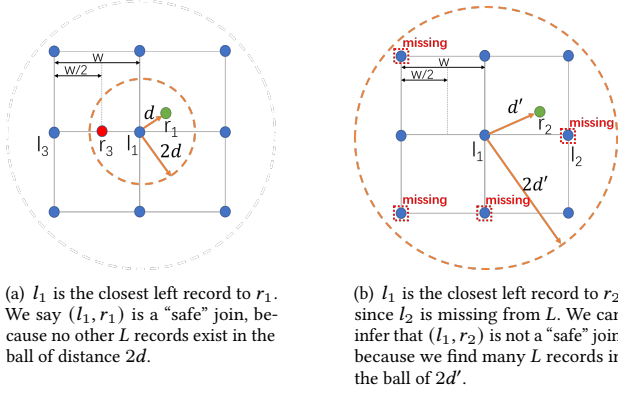 W
W/2
d
r1
l3
r3
l1
2d
missing
W
W/2
d′
missing
r2
l1
l2
2d′
missing
(a) l1 is the closest left record to r1.
We say (l1, r1) is a “safe” join, be-
cause no other L records exist in the
ball of distance 2d.
(b) l1 is the closest left record to r2
since l2 is missing from L. We can
infer that (l1, r2) is not a “safe” join
because we find many L records in
the ball of 2d′.